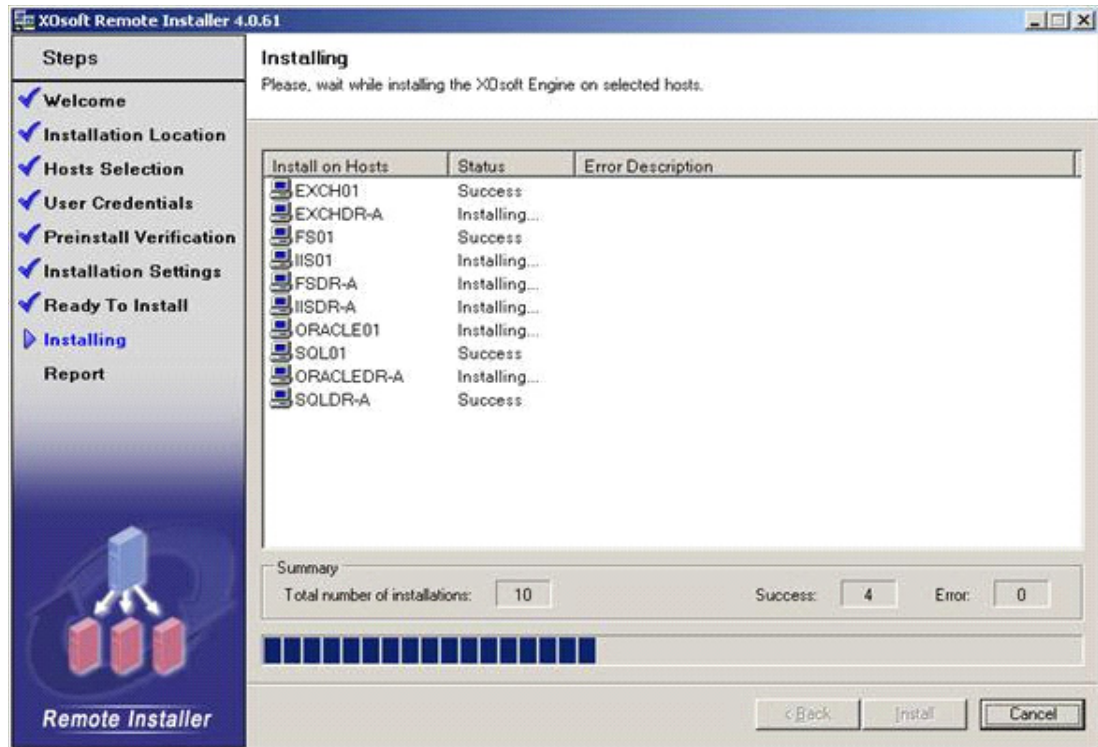 XOsoft Remote Installer 4.0.61
Steps
Welcome
Installation Location
Hosts Selection
User Credentials
Preinstall Verification
Installation Settings
Ready To Install
Installing
Report
Remote Installer
Installing
Please, wait while installing the XOsoft Engine on selected hosts.
Install on Hosts Status Error Description
EXCH01 Success
EXCHDR-A Installing...
FS01 Success
IIS01 Installing...
FSDR-A Installing...
IISDR-A Installing...
ORACLE01 Installing...
SQL01 Success
ORACLEDR-A Installing...
SQLDR-A Success
Summary
Total number of installations: 10 Success: 4 Error: 0
< Back Install Cancel